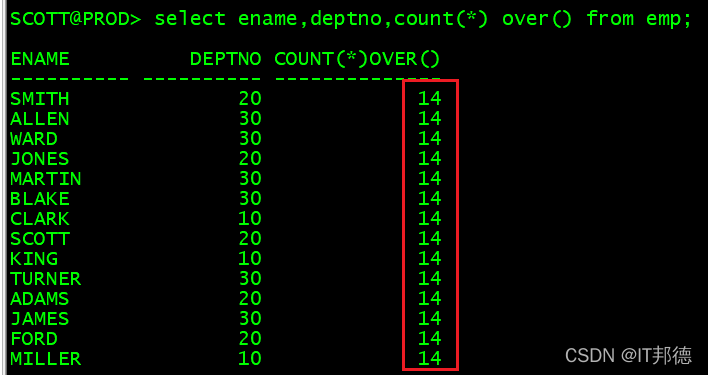 SCOTT@PROD> select ename,deptno,count(*) over() from emp;
ENAME DEPTNO COUNT(*)OVER()
---------- ---------- --------------
SMITH 20 14
ALLEN 30 14
WARD 30 14
JONES 20 14
MARTIN 30 14
BLAKE 30 14
CLARK 10 14
SCOTT 20 14
KING 10 14
TURNER 30 14
ADAMS 20 14
JAMES 30 14
FORD 20 14
MILLER 10 14
CSDN @IT邦德